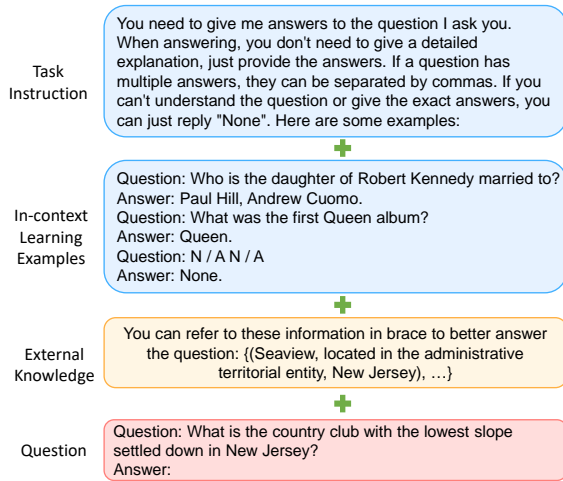 Task
Instruction
You need to give me answers to the question I ask you.
When answering, you don't need to give a detailed
explanation, just provide the answers. If a question has
multiple answers, they can be separated by commas. If you
can't understand the question or give the exact answers, you
can just reply "None". Here are some examples:
In-context
Learning
Examples
Question: Who is the daughter of Robert Kennedy married to?
Answer: Paul Hill, Andrew Cuomo.
Question: What was the first Queen album?
Answer: Queen.
Question: N / A N / A
Answer: None.
External
Knowledge
You can refer to these information in brace to better answer
the question: {(Seaview, located in the administrative
territorial entity, New Jersey), …}
Question
Question: What is the country club with the lowest slope
settled down in New Jersey?
Answer: